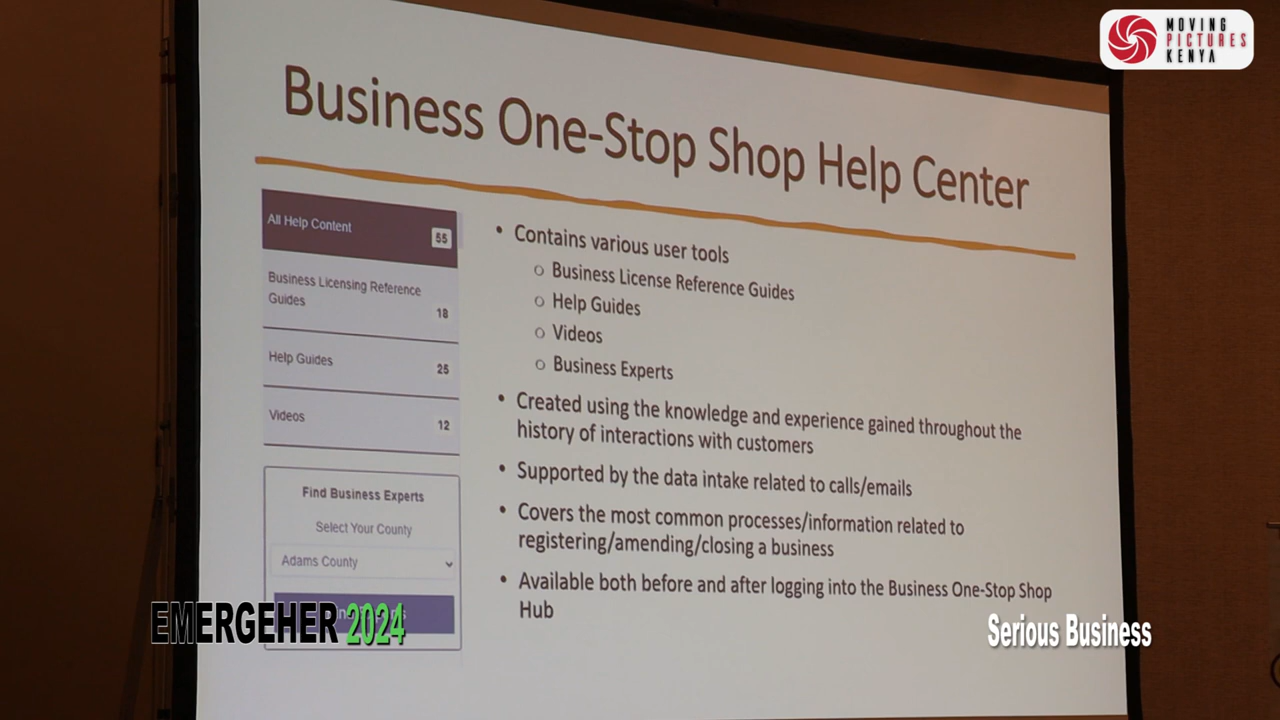 MOVING
PICTURES
KENYA
Business One-Stop Shop Help Center
All Help Content
55
Business Licensing Reference
Guides
18
Help Guides
25
Videos
12
Find Business Experts
Select Your County
Adams County
• Contains various user tools
o Business License Reference Guides
o Help Guides
o Videos
o Business Experts
• Created using the knowledge and experience gained throughout the
history of interactions with customers
• Supported by the data intake related to calls/emails
• Covers the most common processes/information related to
registering/amending/closing a business
• Available both before and after logging into the Business One-Stop Shop
Hub
EMERGEHER 2024
Serious Business